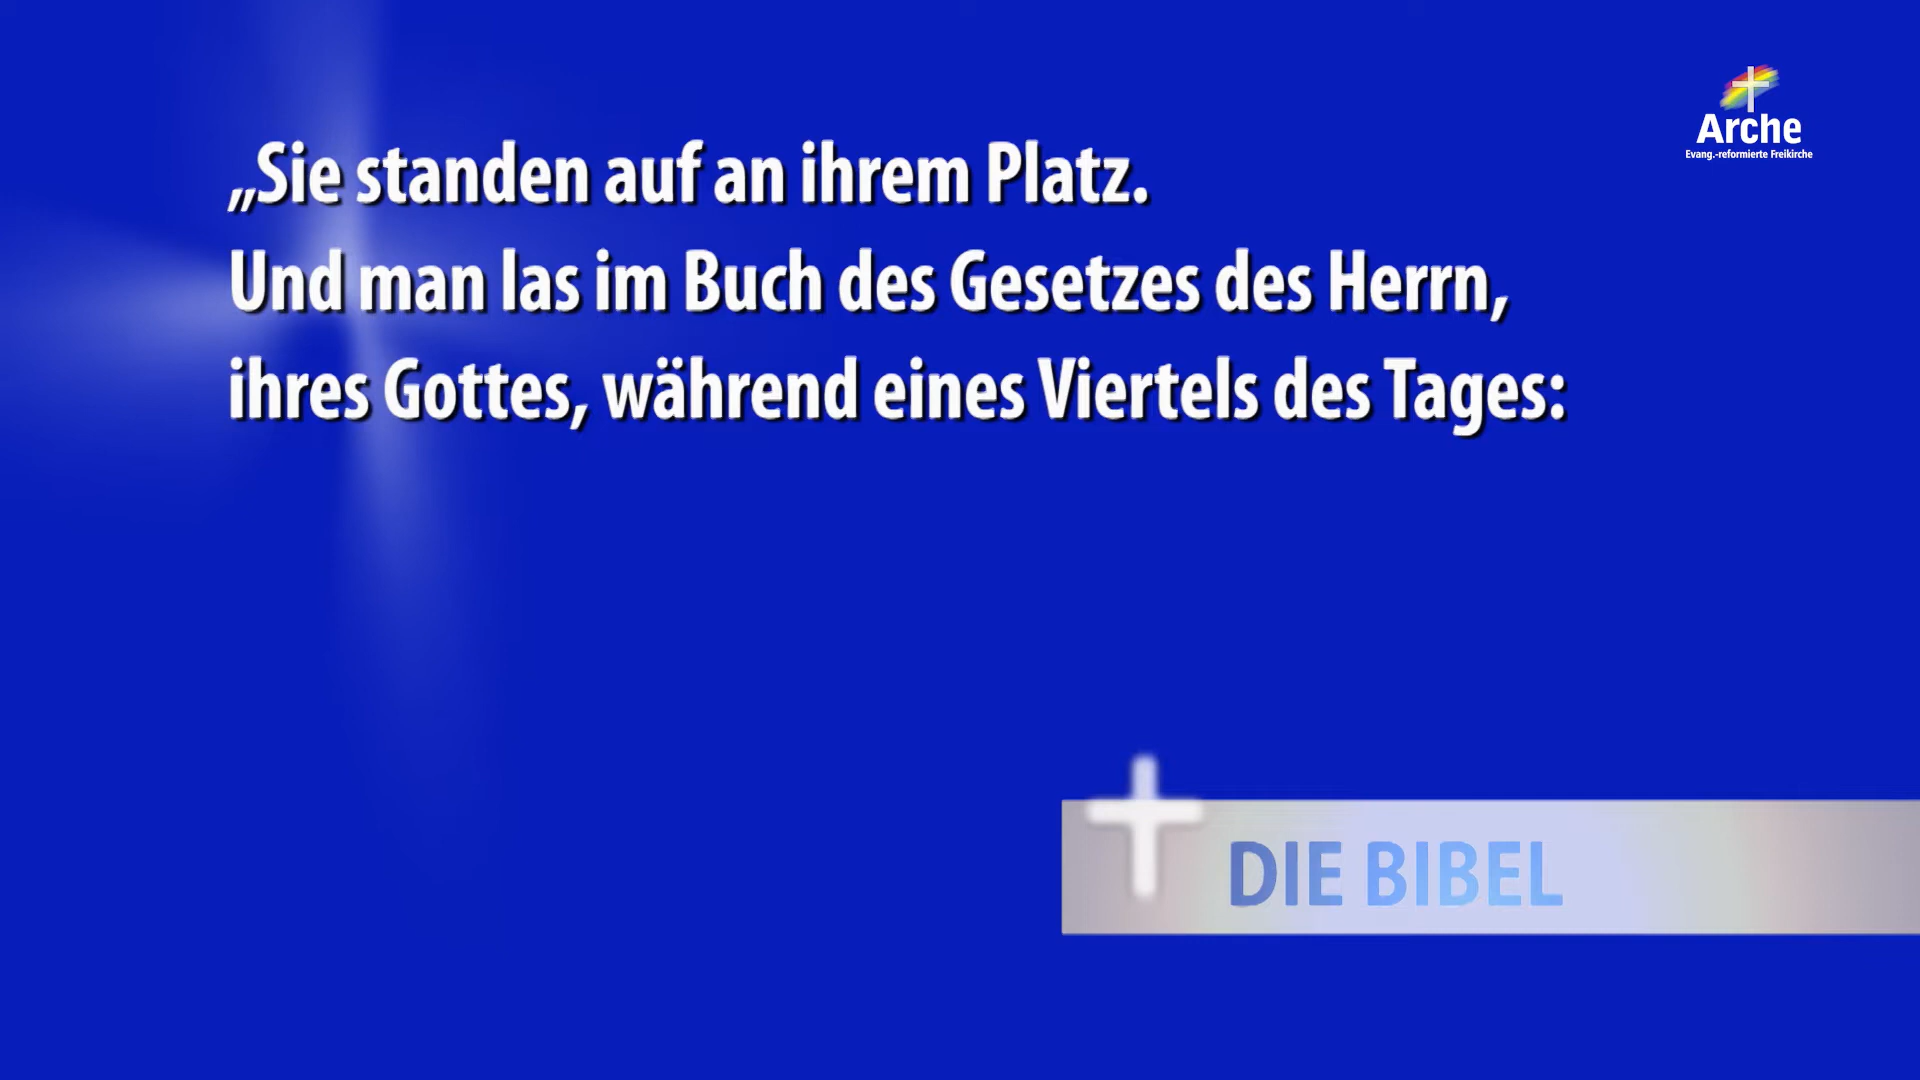 Arche
Evang.-reformierte Freikirche
„Sie standen auf an ihrem Platz.
Und man las im Buch des Gesetzes des Herrn,
ihres Gottes, während eines Viertels des Tages:
DIE BIBEL